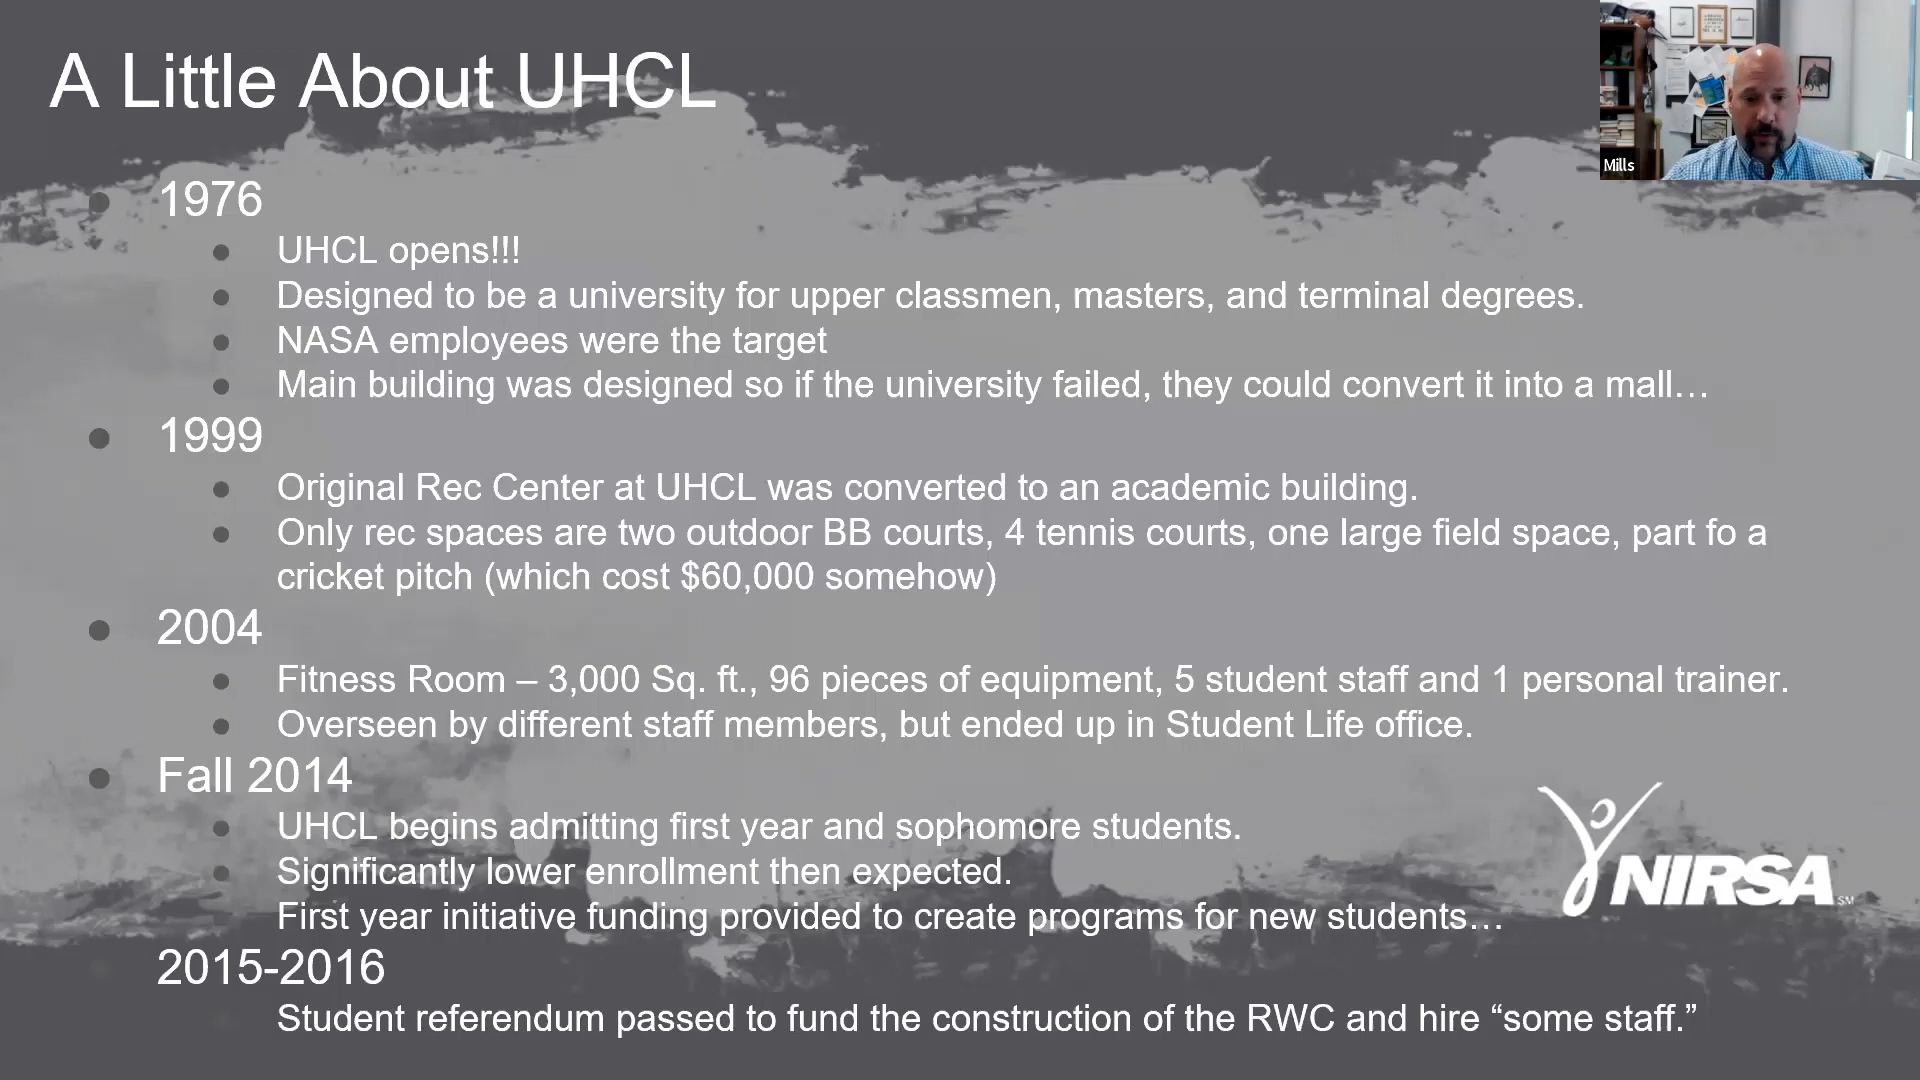 A Little About UHCL
Mills
1976
UHCL opens!!!
Designed to be a university for upper classmen, masters, and terminal degrees.
NASA employees were the target
Main building was designed so if the university failed, they could convert it into a mall…
1999
Original Rec Center at UHCL was converted to an academic building.
Only rec spaces are two outdoor BB courts, 4 tennis courts, one large field space, part fo a
cricket pitch (which cost $60,000 somehow)
2004
Fitness Room – 3,000 Sq. ft., 96 pieces of equipment, 5 student staff and 1 personal trainer.
Overseen by different staff members, but ended up in Student Life office.
Fall 2014
UHCL begins admitting first year and sophomore students.
Significantly lower enrollment then expected.
First year initiative funding provided to create programs for new students…
NIRSA SM
2015-2016
Student referendum passed to fund the construction of the RWC and hire “some staff.”